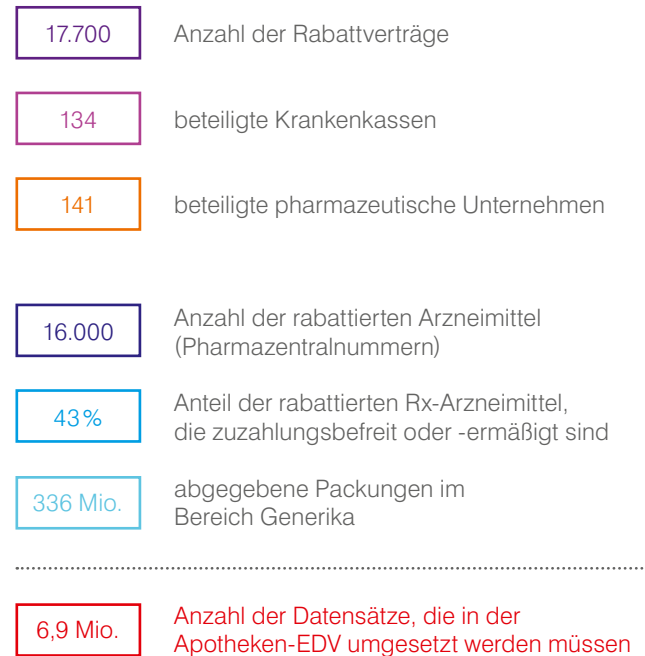 17.700 Anzahl der Rabattverträge
134 beteiligte Krankenkassen
141 beteiligte pharmazeutische Unternehmen
16.000 Anzahl der rabattierten Arzneimittel
(Pharmazentralnummern)
43% Anteil der rabattierten Rx-Arzneimittel,
die zuzahlungsbefreit oder -ermäßigt sind
336 Mio. abgegebene Packungen im
Bereich Generika
6,9 Mio. Anzahl der Datensätze, die in der
Apotheken-EDV umgesetzt werden müssen